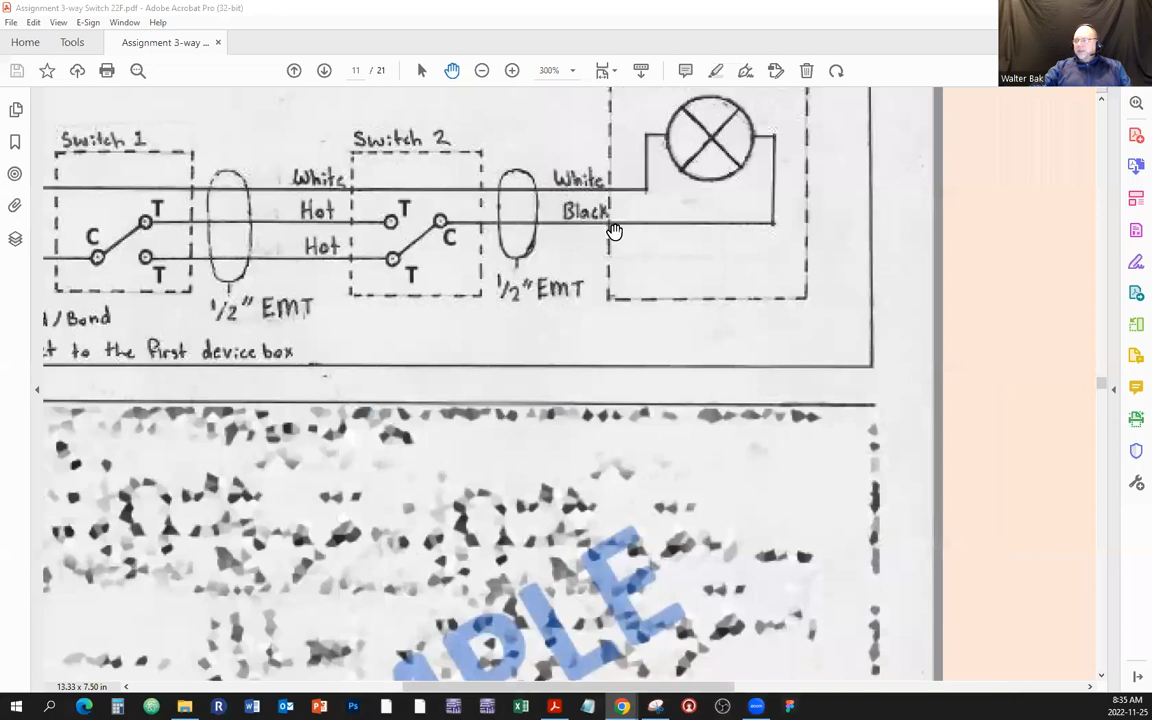 Assignment 3-way Switch 22F.pdf - Adobe Acrobat Pro (32-bit)
File Edit View E-Sign Window Help
Home Tools Assignment 3-way ... ×
11 / 21 300%
Walter Bak
Switch 1 Switch 2
White White
T Hot T Black
C C
Hot
T T
1/2" EMT 1/2" EMT
/Bond
to the first device box
MPLE
13.33 x 7.50 in
8:35 AM
2022-11-25